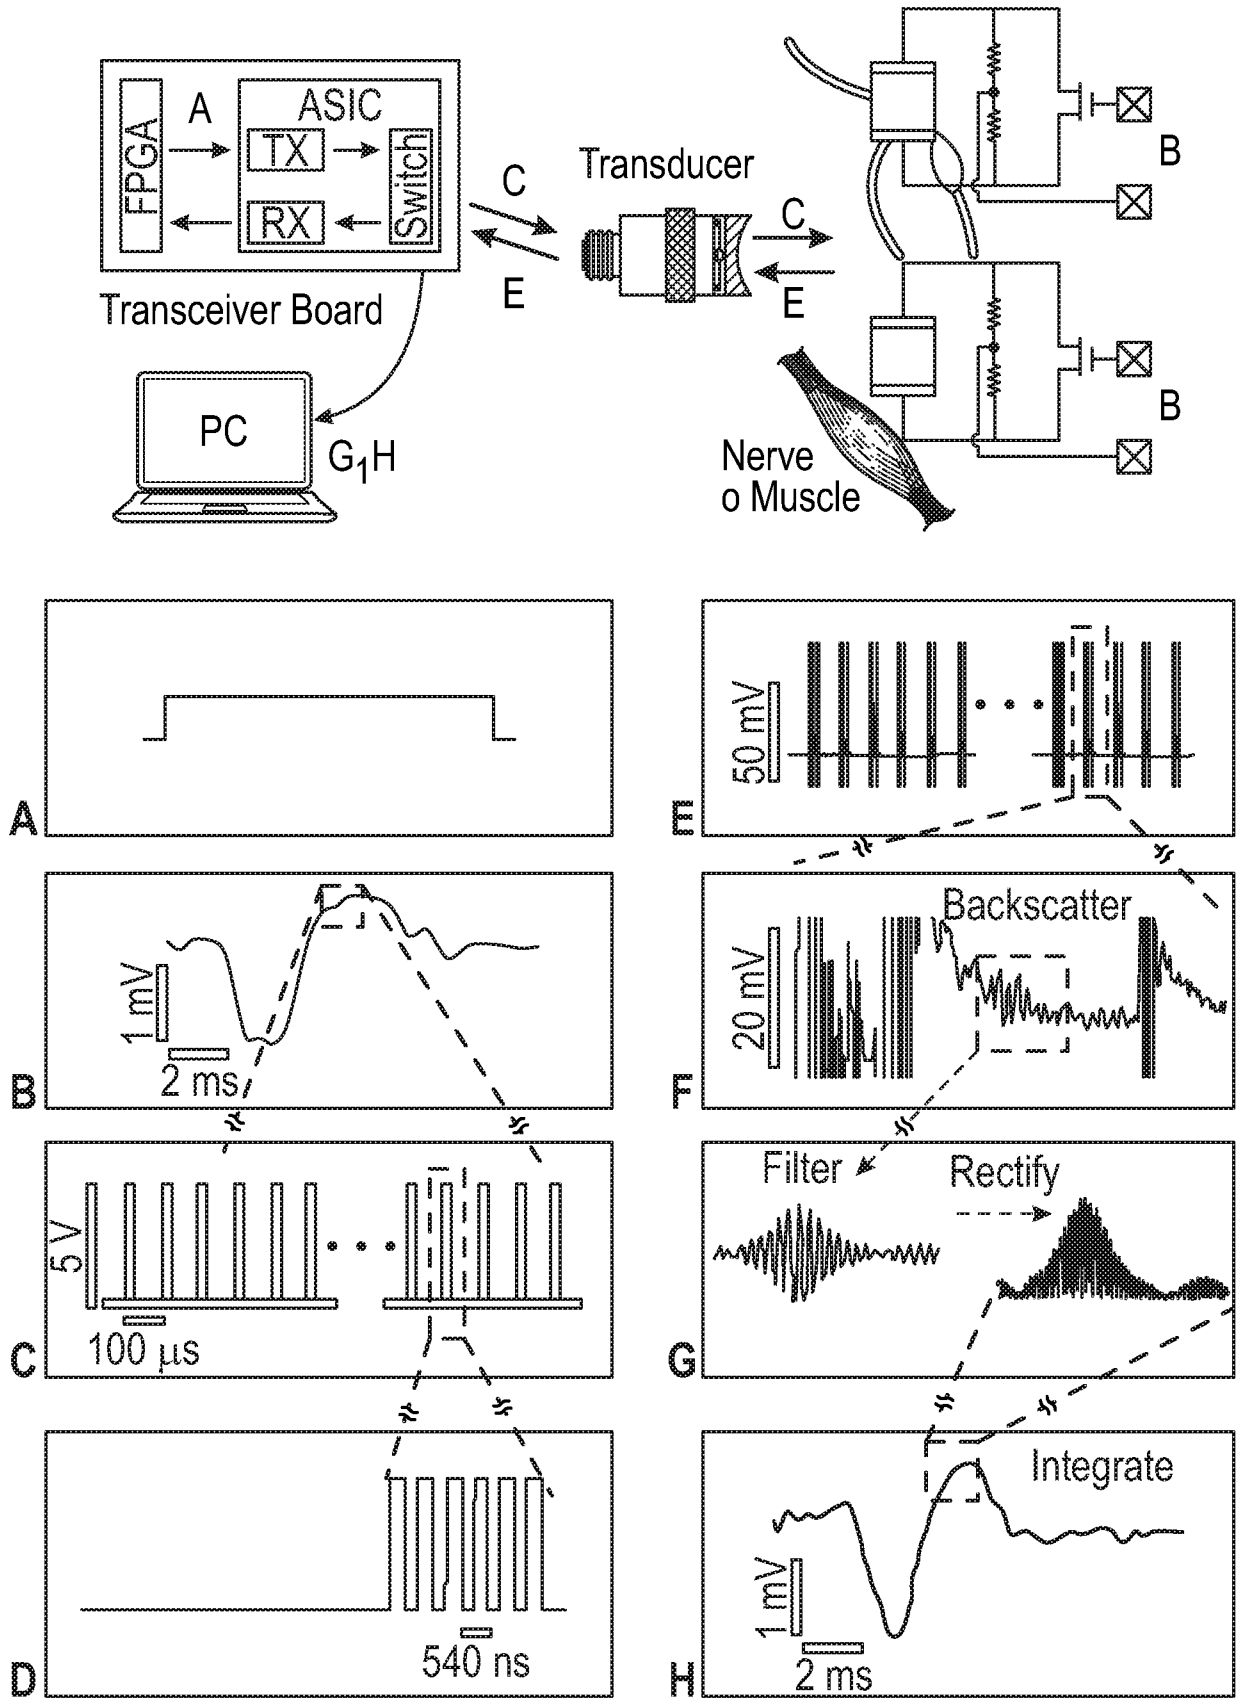 FPGA
A
ASIC
TX
RX
Switch
C
E
Transducer
C
E
B
B
Transceiver Board
PC
G1H
Nerve
o Muscle
A
B
1 mV
2 ms
C
5 V
100 μs
D
540 ns
E
50 mV
F
20 mV
Backscatter
G
Filter
Rectify
H
Integrate
1 mV
2 ms